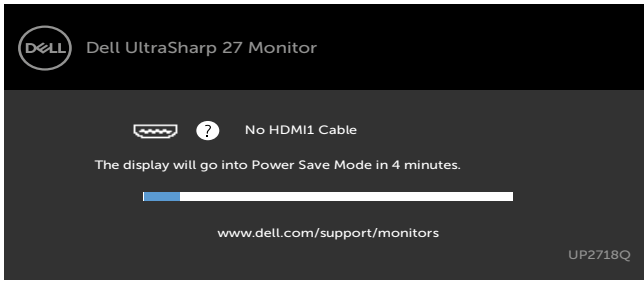 DELL Dell UltraSharp 27 Monitor
? No HDMI1 Cable
The display will go into Power Save Mode in 4 minutes.
www.dell.com/support/monitors
UP2718Q